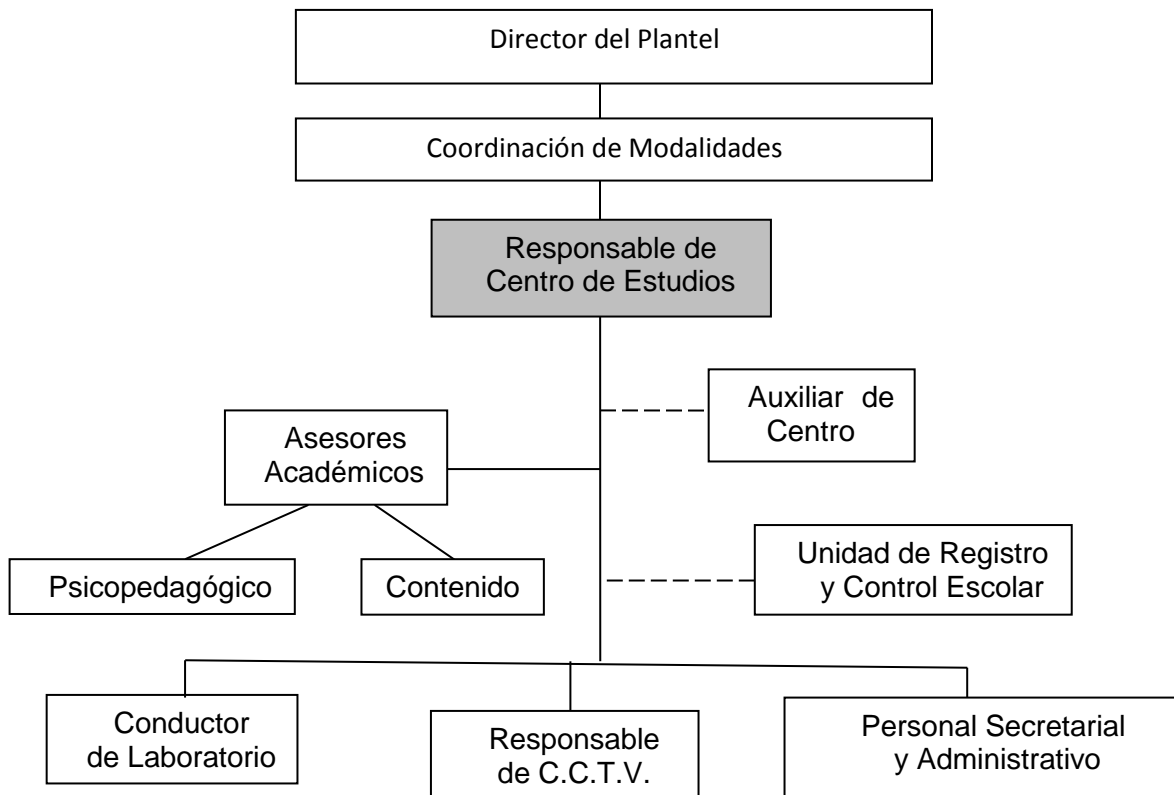 Director del Plantel
Coordinación de Modalidades
Responsable de
Centro de Estudios
Auxiliar de
Centro
Asesores
Académicos
Psicopedagógico
Contenido
Unidad de Registro
y Control Escolar
Conductor
de Laboratorio
Responsable
de C.C.T.V.
Personal Secretarial
y Administrativo